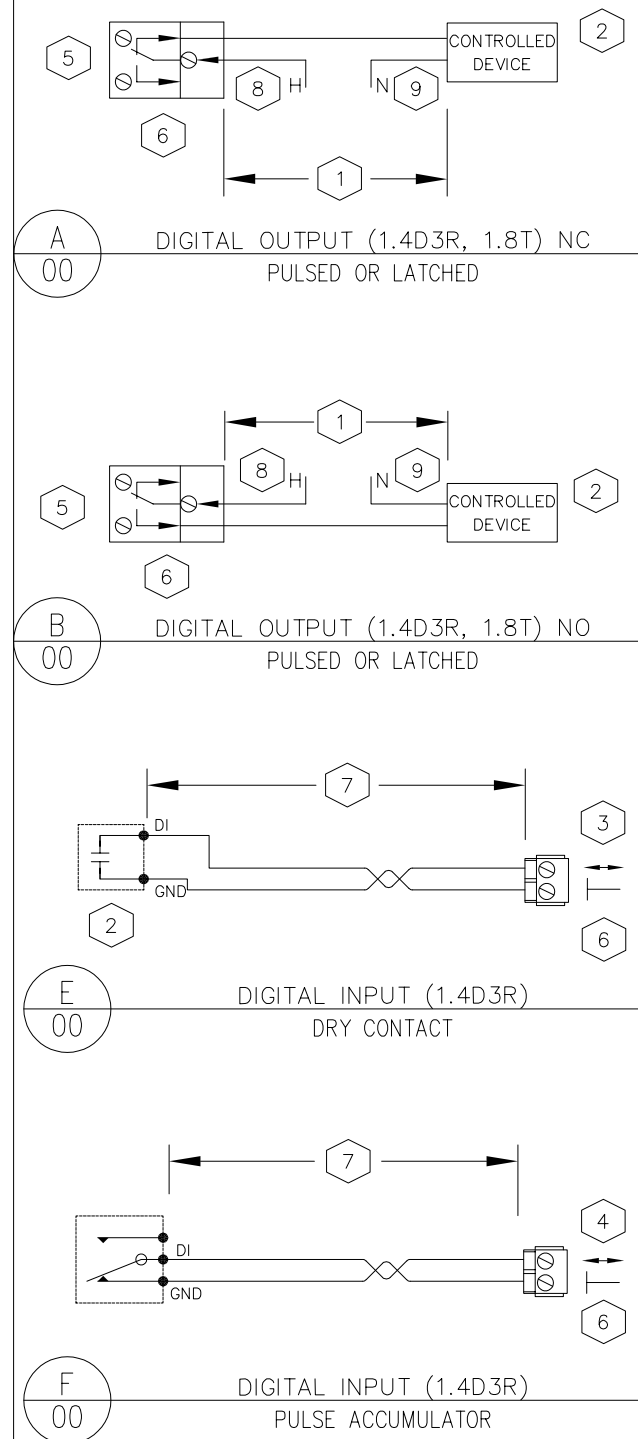 5
8
H
N
9
CONTROLLED
DEVICE
2
6
1
A
00
DIGITAL OUTPUT (1.4D3R, 1.8T) NC
PULSED OR LATCHED
1
5
8
H
N
9
CONTROLLED
DEVICE
2
6
B
00
DIGITAL OUTPUT (1.4D3R, 1.8T) NO
PULSED OR LATCHED
7
DI
GND
3
2
6
E
00
DIGITAL INPUT (1.4D3R)
DRY CONTACT
7
DI
GND
4
6
F
00
DIGITAL INPUT (1.4D3R)
PULSE ACCUMULATOR